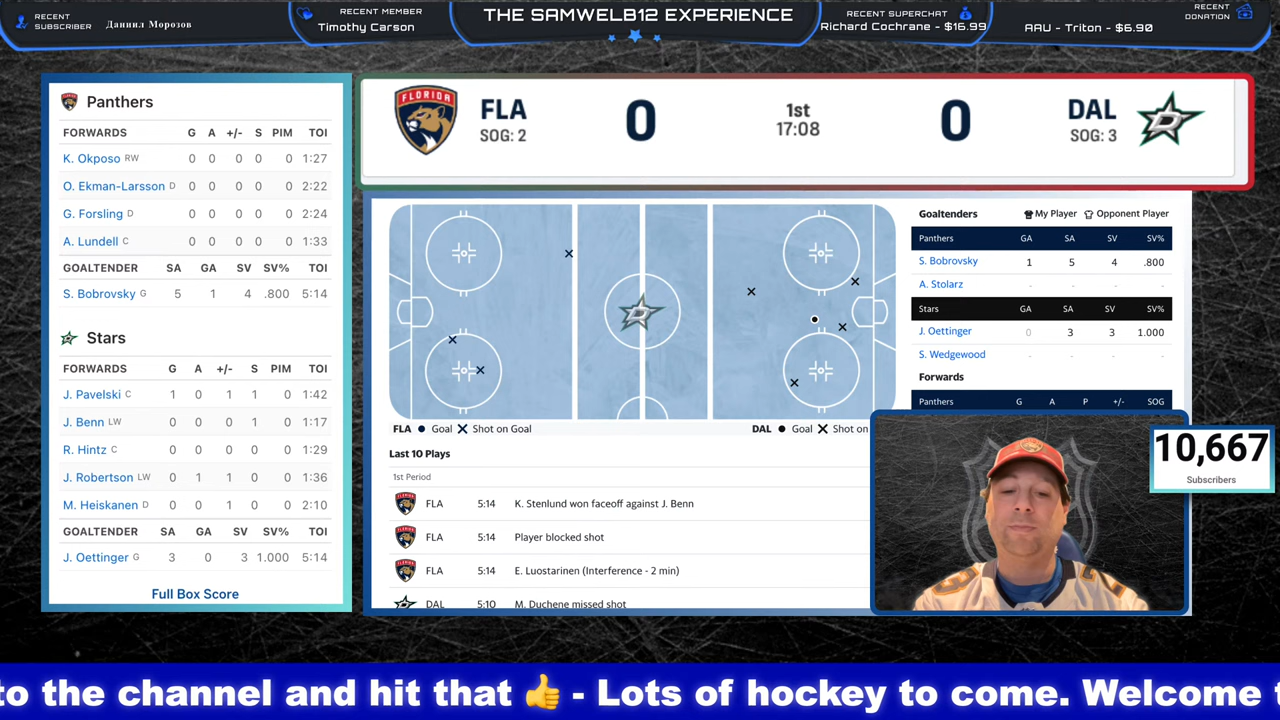 RECENT
SUBSCRIBER
Даниил Морозов
RECENT MEMBER
Timothy Carson
THE SAMWELB12 EXPERIENCE
RECENT SUPERCHAT
Richard Cochrane - $16.99
RECENT
DONATION
AAU - Triton - $6.90
Panthers
FORWARDS G A +/- S PIM TOI
K. Okposo RW 0 0 0 0 0 1:27
O. Ekman-Larsson D 0 0 0 0 0 2:22
G. Forsling D 0 0 0 0 0 2:24
A. Lundell C 0 0 0 0 0 1:33
GOALTENDER SA GA SV SV% TOI
S. Bobrovsky G 5 1 4 .800 5:14
Stars
FORWARDS G A +/- S PIM TOI
J. Pavelski C 1 0 1 1 0 1:42
J. Benn LW 0 0 0 1 0 1:17
R. Hintz C 0 0 1 0 0 1:29
J. Robertson LW 0 1 1 0 0 1:36
M. Heiskanen D 0 0 1 0 0 2:10
GOALTENDER SA GA SV SV% TOI
J. Oettinger G 3 0 3 1.000 5:14
Full Box Score
FLORIDA
FLA
SOG: 2
0
1st
17:08
0
DAL
SOG: 3
FLA Goal Shot on Goal
DAL Goal Shot on
Last 10 Plays
1st Period
FLA 5:14 K. Stenlund won faceoff against J. Benn
FLA 5:14 Player blocked shot
FLA 5:14 E. Luostarinen (Interference - 2 min)
DAL 5:10 M. Duchene missed shot
Goaltenders My Player Opponent Player
Panthers GA SA SV SV%
S. Bobrovsky 1 5 4 .800
A. Stolarz - - - -
Stars GA SA SV SV%
J. Oettinger 0 3 3 1.000
S. Wedgewood - - - -
Forwards
Panthers G A P +/- SOG
10,667
Subscribers
to the channel and hit that 👍 - Lots of hockey to come. Welcome t